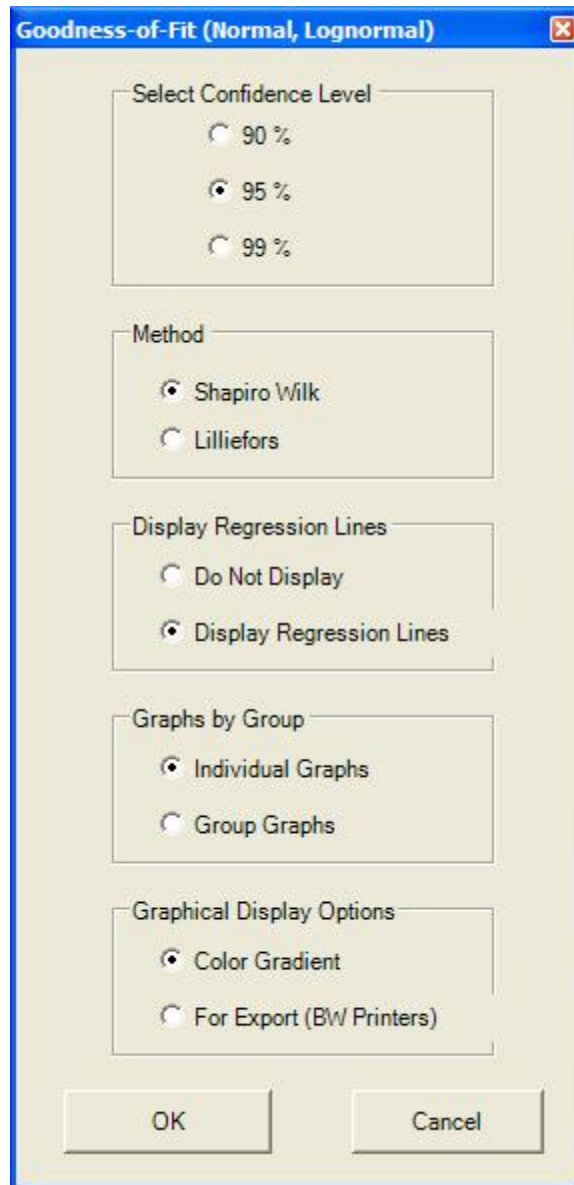 Goodness-of-Fit (Normal, Lognormal)
Select Confidence Level
90 %
95 %
99 %
Method
Shapiro Wilk
Lilliefors
Display Regression Lines
Do Not Display
Display Regression Lines
Graphs by Group
Individual Graphs
Group Graphs
Graphical Display Options
Color Gradient
For Export (BW Printers)
OK
Cancel